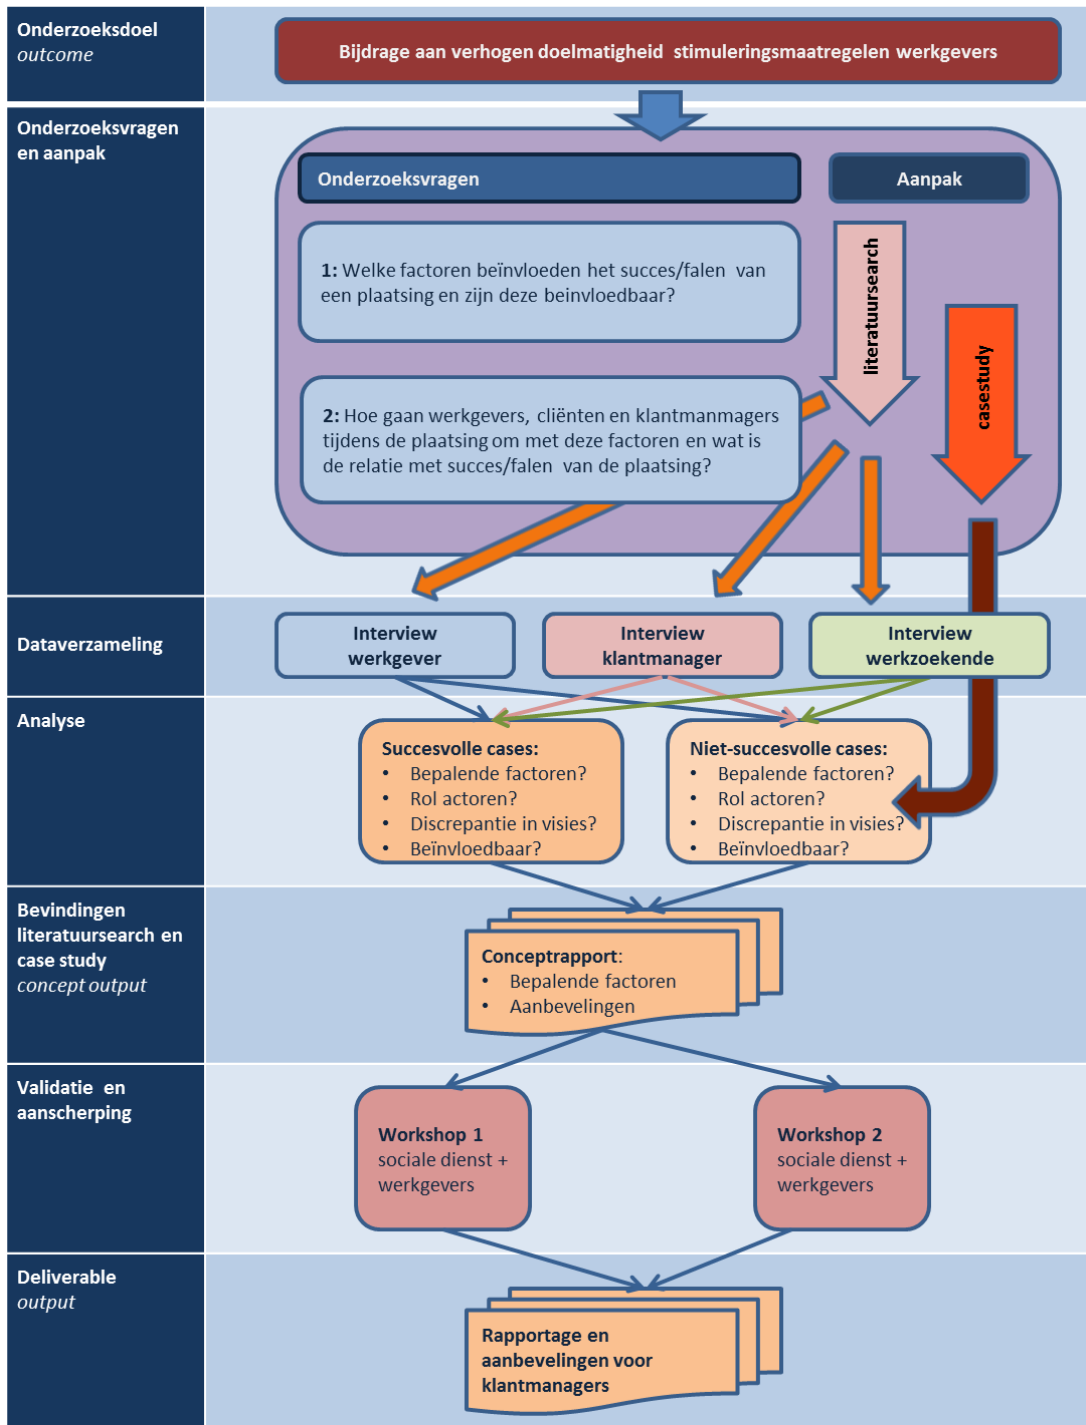 Onderzoeksdoel
outcome
Bijdrage aan verhogen doelmatigheid stimuleringsmaatregelen werkgevers
Onderzoeksvragen
en aanpak
Onderzoeksvragen
Aanpak
1: Welke factoren beïnvloeden het succes/falen van
een plaatsing en zijn deze beinvloedbaar?
literatuursearch
casestudy
2: Hoe gaan werkgevers, cliënten en klantmanmagers
tijdens de plaatsing om met deze factoren en wat is
de relatie met succes/falen van de plaatsing?
Dataverzameling
Interview
werkgever
Interview
klantmanager
Interview
werkzoekende
Analyse
Succesvolle cases:
• Bepalende factoren?
• Rol actoren?
• Discrepantie in visies?
• Beïnvloedbaar?
Niet-succesvolle cases:
• Bepalende factoren?
• Rol actoren?
• Discrepantie in visies?
• Beïnvloedbaar?
Bevindingen
literatuursearch en
case study
concept output
Conceptrapport:
• Bepalende factoren
• Aanbevelingen
Validatie en
aanscherping
Workshop 1
sociale dienst +
werkgevers
Workshop 2
sociale dienst +
werkgevers
Deliverable
output
Rapportage en
aanbevelingen voor
klantmanagers